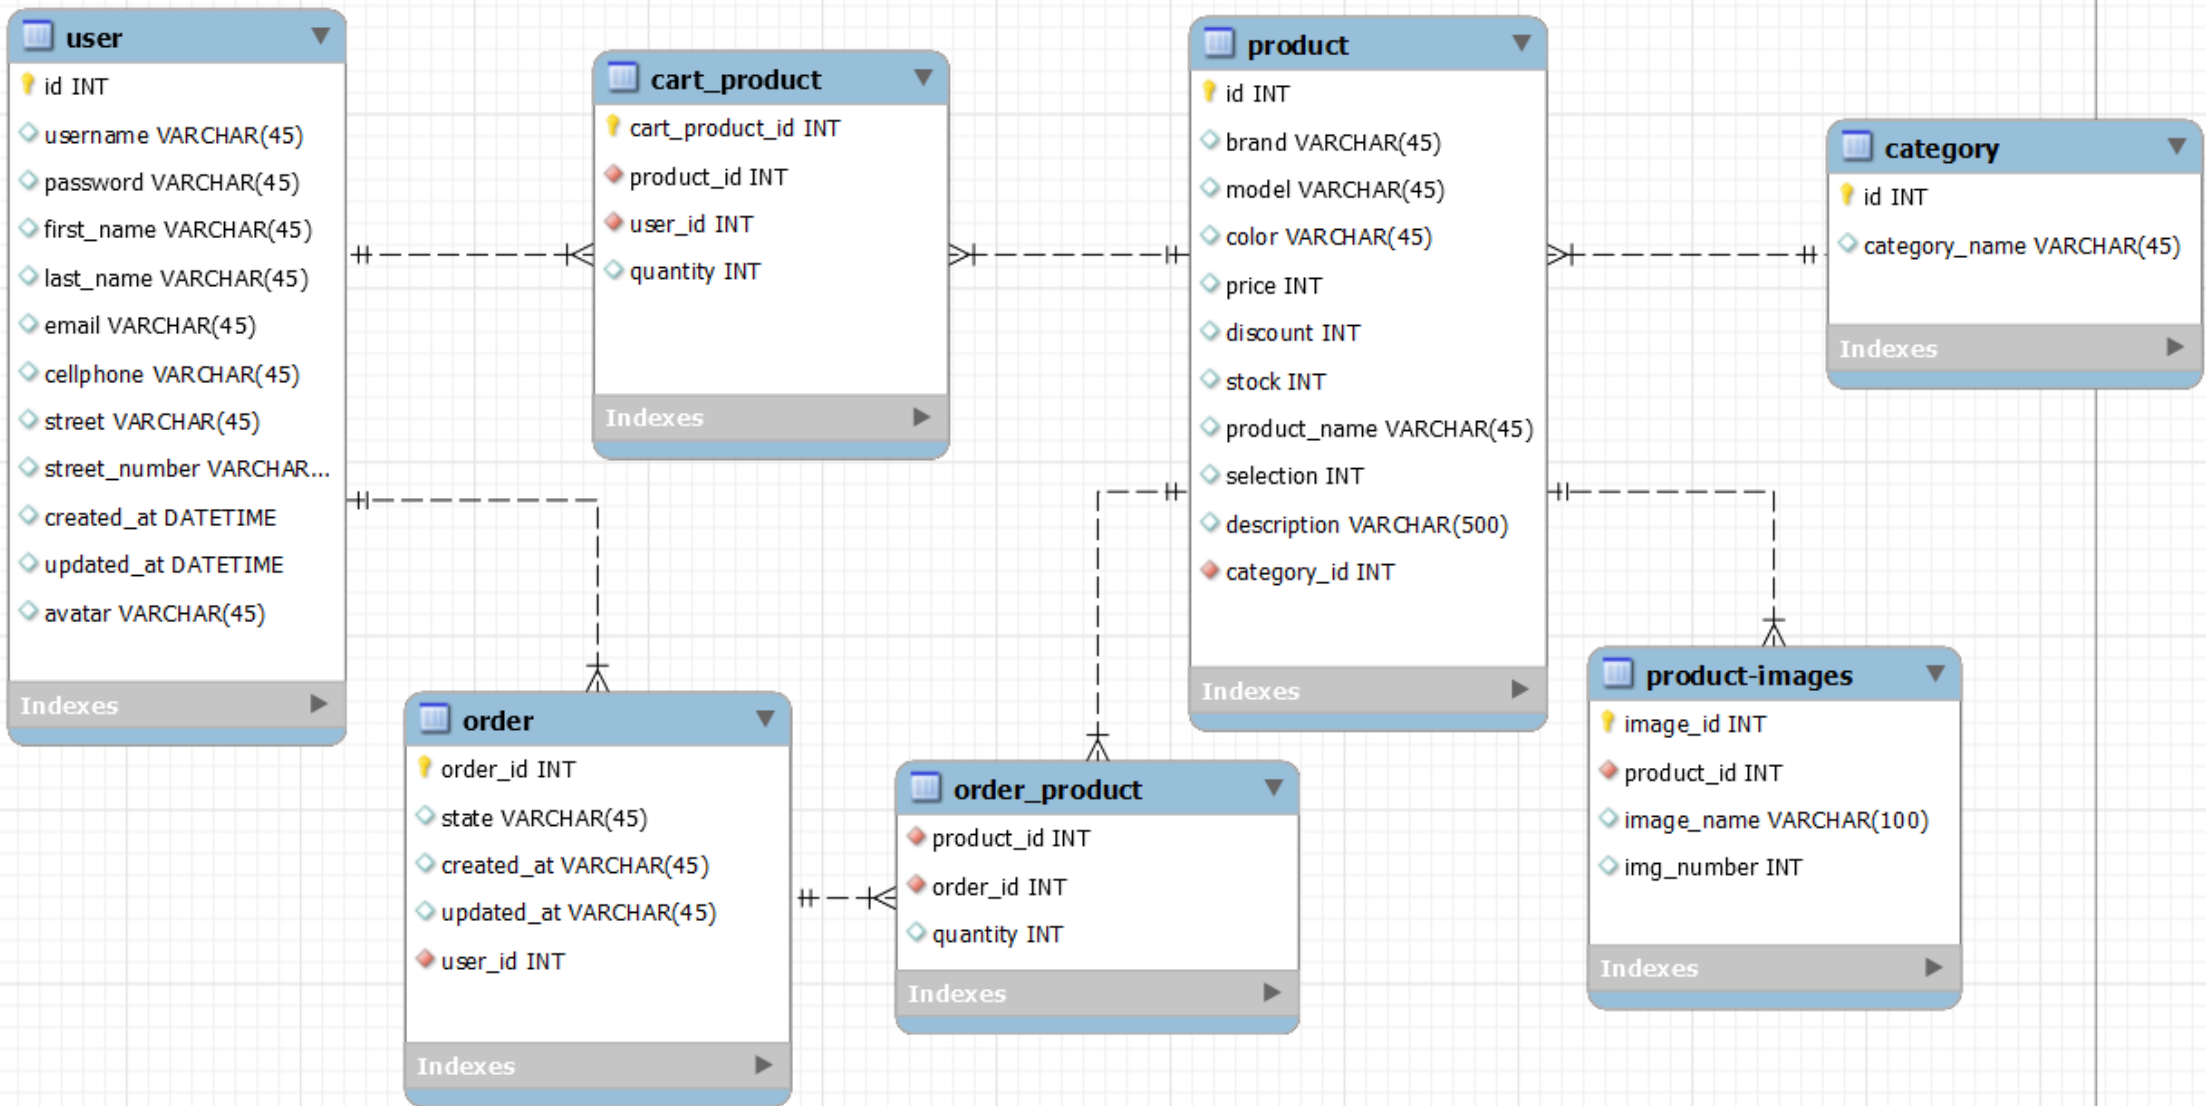 user
id INT
username VARCHAR(45)
password VARCHAR(45)
first_name VARCHAR(45)
last_name VARCHAR(45)
email VARCHAR(45)
cellphone VARCHAR(45)
street VARCHAR(45)
street_number VARCHAR...
created_at DATETIME
updated_at DATETIME
avatar VARCHAR(45)
Indexes
cart_product
cart_product_id INT
product_id INT
user_id INT
quantity INT
Indexes
product
id INT
brand VARCHAR(45)
model VARCHAR(45)
color VARCHAR(45)
price INT
discount INT
stock INT
product_name VARCHAR(45)
selection INT
description VARCHAR(500)
category_id INT
Indexes
category
id INT
category_name VARCHAR(45)
Indexes
order
order_id INT
state VARCHAR(45)
created_at VARCHAR(45)
updated_at VARCHAR(45)
user_id INT
Indexes
order_product
product_id INT
order_id INT
quantity INT
Indexes
product-images
image_id INT
product_id INT
image_name VARCHAR(100)
img_number INT
Indexes